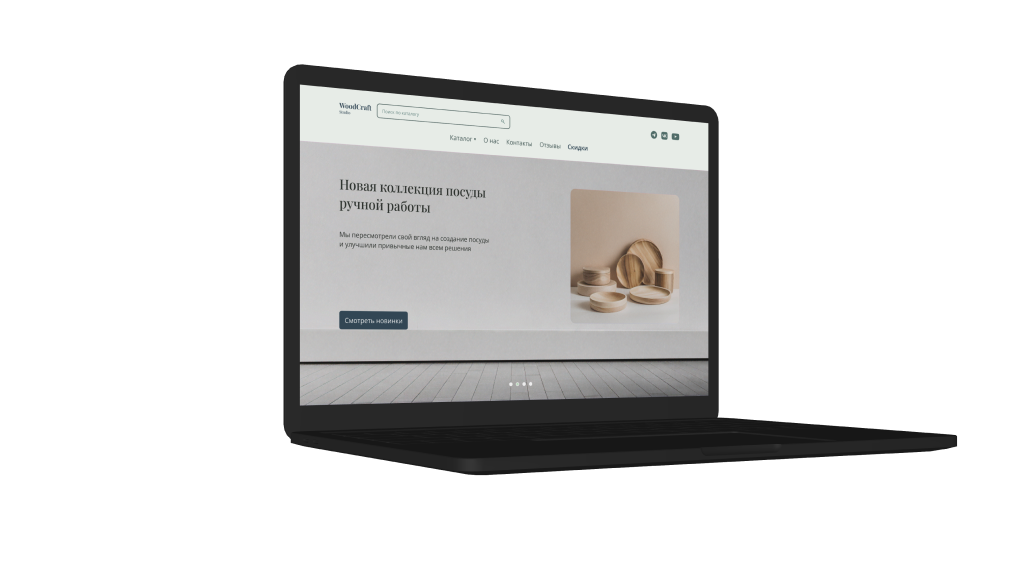 WoodCraft
Studio
Поиск по каталогу
Каталог О нас Контакты Отзывы Скидки
Новая коллекция посуды
ручной работы
Мы пересмотрели свой вгляд на создание посуды
и улучшили привычные нам всем решения
Смотреть новинки